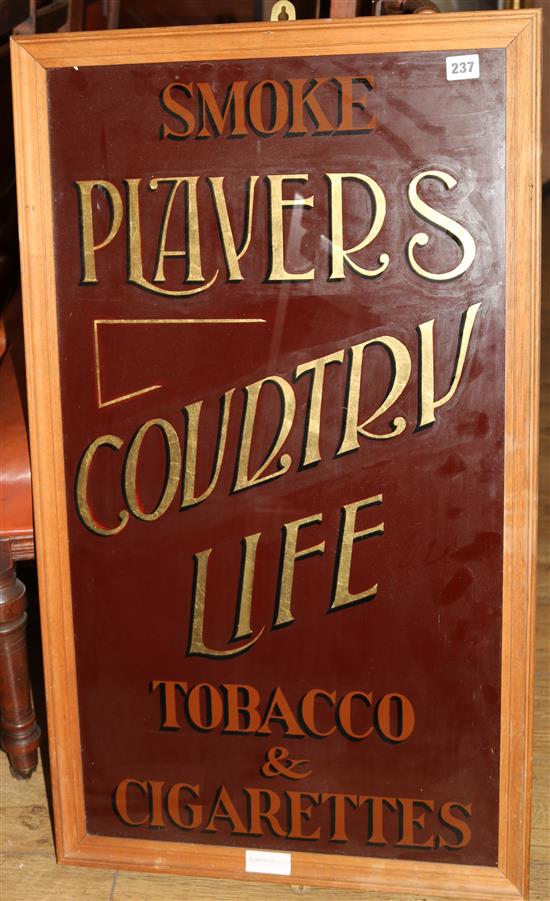 237
SMOKE
PLAYERS
COUNTRY
LIFE
TOBACCO
&
CIGARETTES